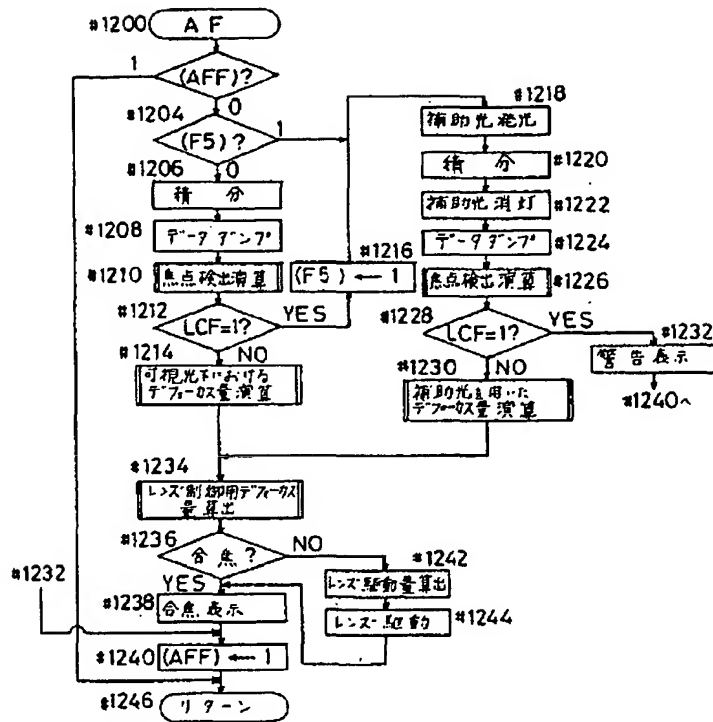 #1200
AF
1
(AFF)?
0
#1204
(F5)?
1
0
#1206
積分
#1208
データダンプ
#1210
焦点検出演算
#1212
LCF=1?
YES
NO
#1216
(F5)←1
#1214
可視光下における
デフォーカス量演算
#1218
補助光発光
積分
#1220
補助光消灯
#1222
データダンプ
#1224
焦点検出演算
#1226
#1228
LCF=1?
YES
NO
#1232
警告表示
#1240へ
#1230
補助光を用いた
デフォーカス量演算
#1234
レンズ制御用デフォーカス
量算出
#1236
合焦?
NO
YES
#1242
レンズ駆動量算出
レンズ駆動
#1244
#1232
#1238
合焦表示
#1240
(AFF)←1
#1246
リターン